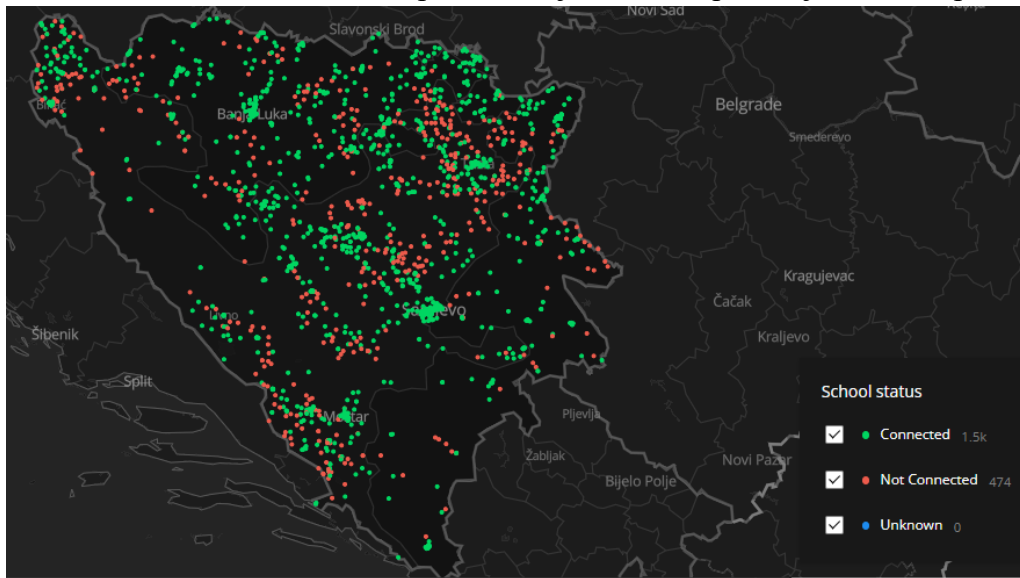 Novi Sad
Slavonski Brod
Banja Luka
Belgrade
Smederevo
Kragujevac
Čačak
Kraljevo
Šibenik
Split
Mostar
Pljevlja
Žabljak
Novi Pazar
Bijelo Polje
School status
Connected 1.5k
Not Connected 474
Unknown 0